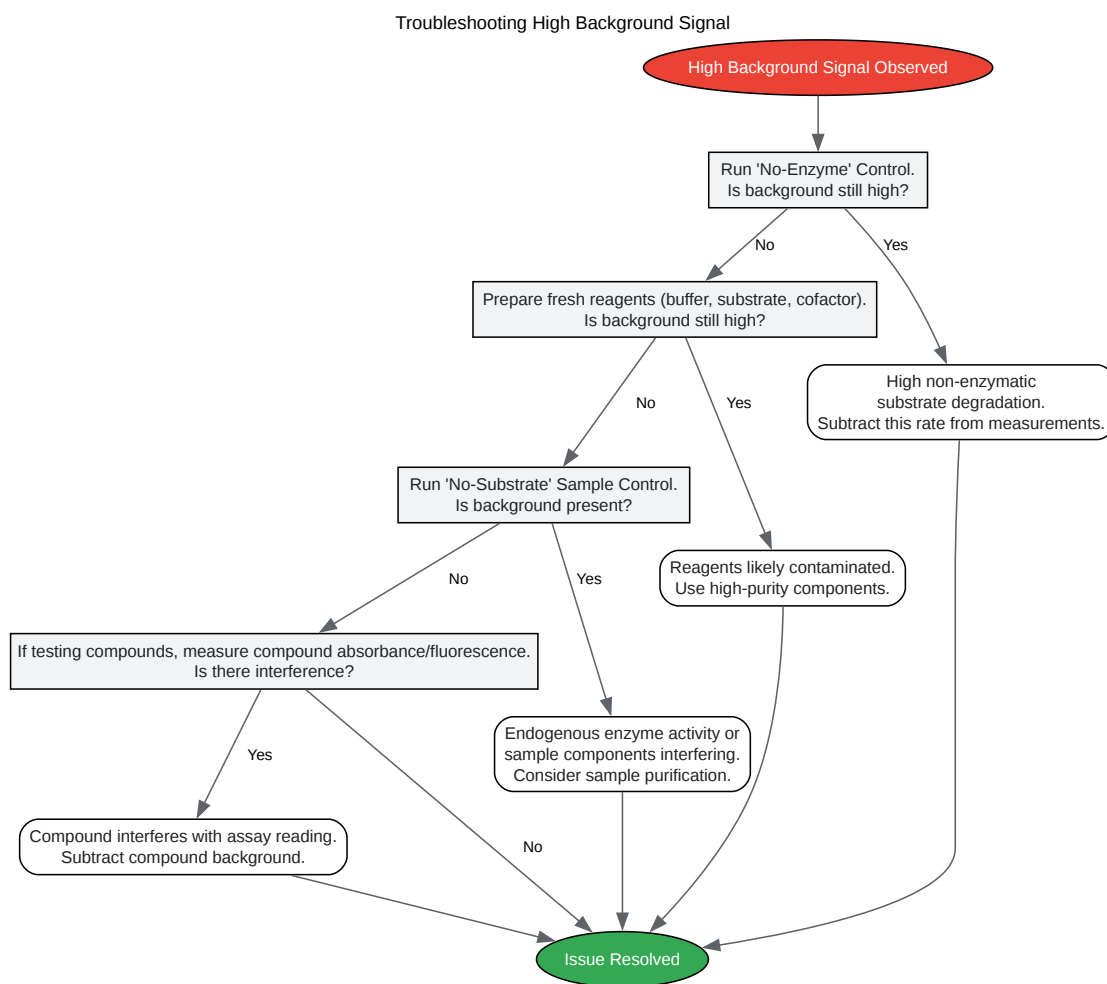 Troubleshooting High Background Signal
High Background Signal Observed
Run 'No-Enzyme' Control.
Is background still high?
No
Yes
Prepare fresh reagents (buffer, substrate, cofactor).
Is background still high?
High non-enzymatic
substrate degradation.
Subtract this rate from measurements.
No
Yes
Run 'No-Substrate' Sample Control.
Is background present?
Reagents likely contaminated.
Use high-purity components.
No
Yes
If testing compounds, measure compound absorbance/fluorescence.
Is there interference?
Endogenous enzyme activity or
sample components interfering.
Consider sample purification.
Yes
No
Compound interferes with assay reading.
Subtract compound background.
Issue Resolved